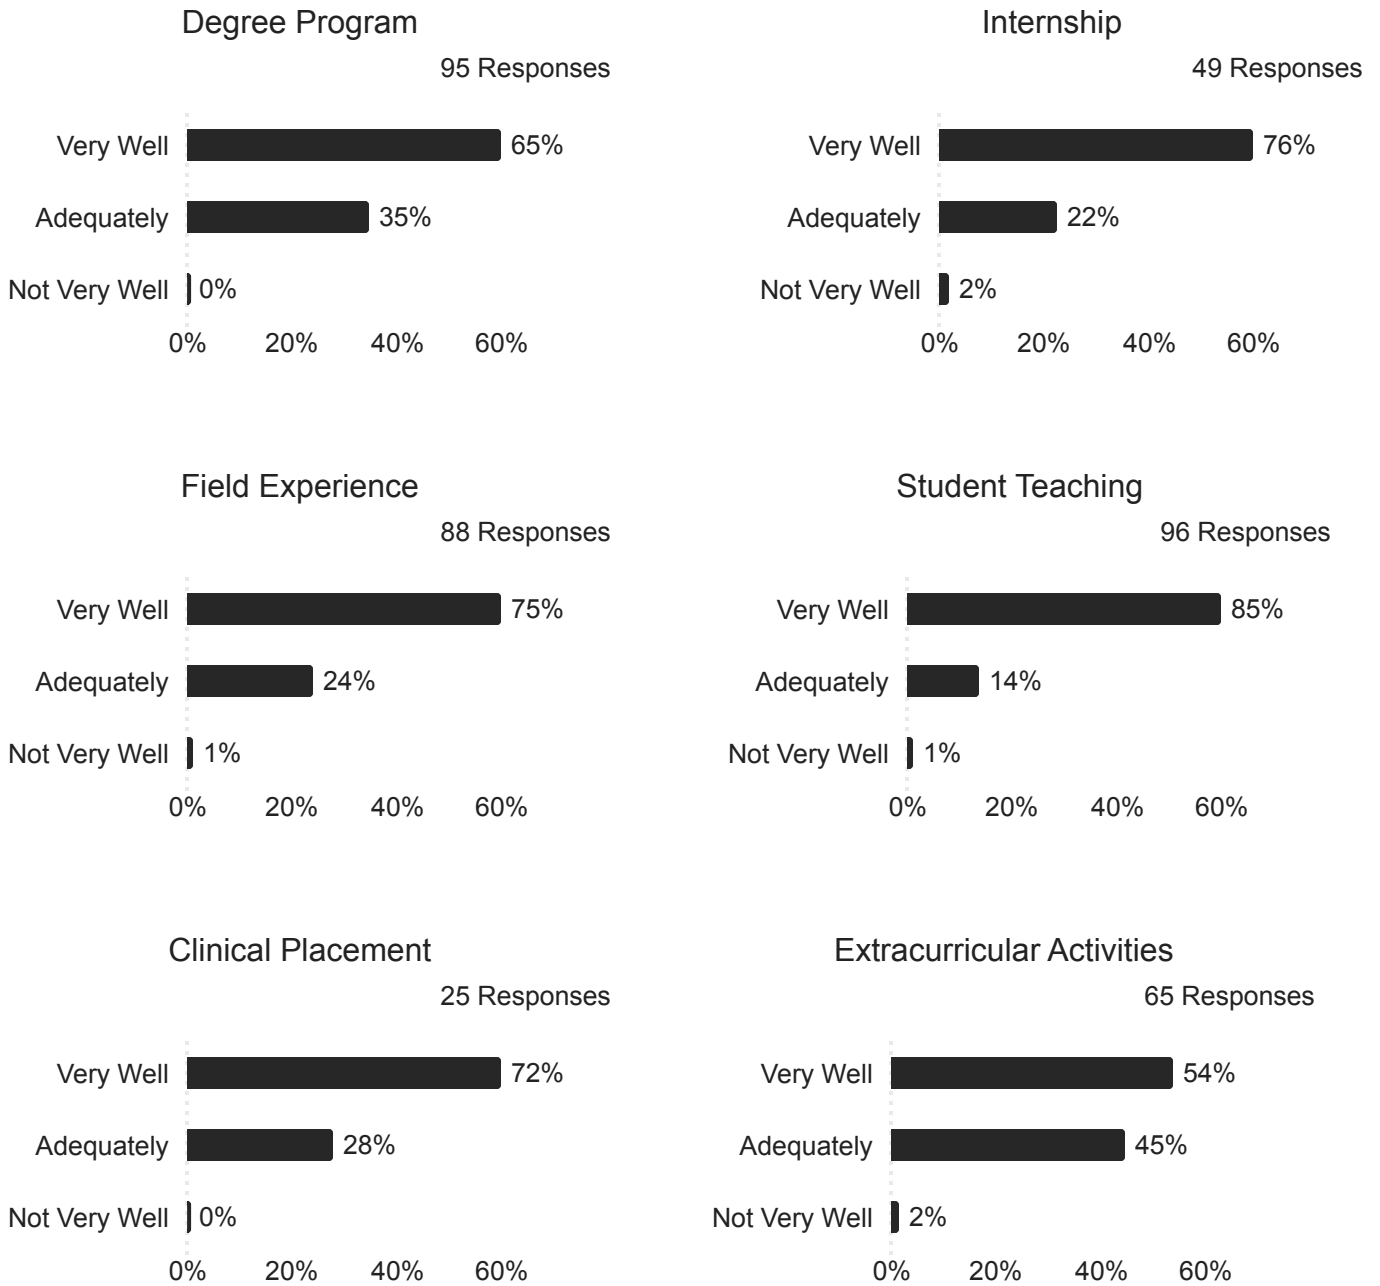 Degree Program
95 Responses
Very Well 65%
Adequately 35%
Not Very Well 0%
0% 20% 40% 60%
Internship
49 Responses
Very Well 76%
Adequately 22%
Not Very Well 2%
0% 20% 40% 60%
Field Experience
88 Responses
Very Well 75%
Adequately 24%
Not Very Well 1%
0% 20% 40% 60%
Student Teaching
96 Responses
Very Well 85%
Adequately 14%
Not Very Well 1%
0% 20% 40% 60%
Clinical Placement
25 Responses
Very Well 72%
Adequately 28%
Not Very Well 0%
0% 20% 40% 60%
Extracurricular Activities
65 Responses
Very Well 54%
Adequately 45%
Not Very Well 2%
0% 20% 40% 60%